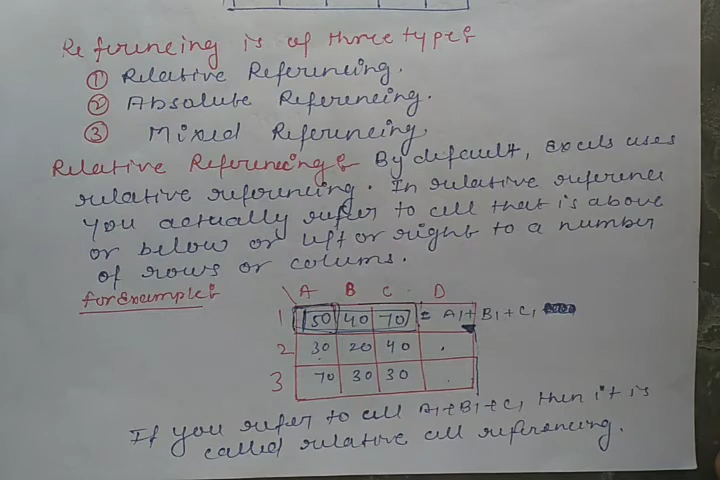 Referencing is of three types
① Relative Referencing.
② Absolute Referencing.
③ Mixed Referencing,
Relative Referencing: By default, excels uses
relative referencing. In relative reference
you actually refer to cell that is above
or below or left or right to a number
of rows or columns.
for Example:
A B C D
1 50 40 70 = A1+B1+C1
2 30 20 40 .
3 70 30 30 .
If you refer to cell A1+B1+C1 then it is
called relative cell referencing.